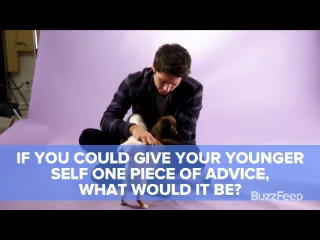 IF YOU COULD GIVE YOUR YOUNGER
SELF ONE PIECE OF ADVICE,
WHAT WOULD IT BE?
BuzzFeed